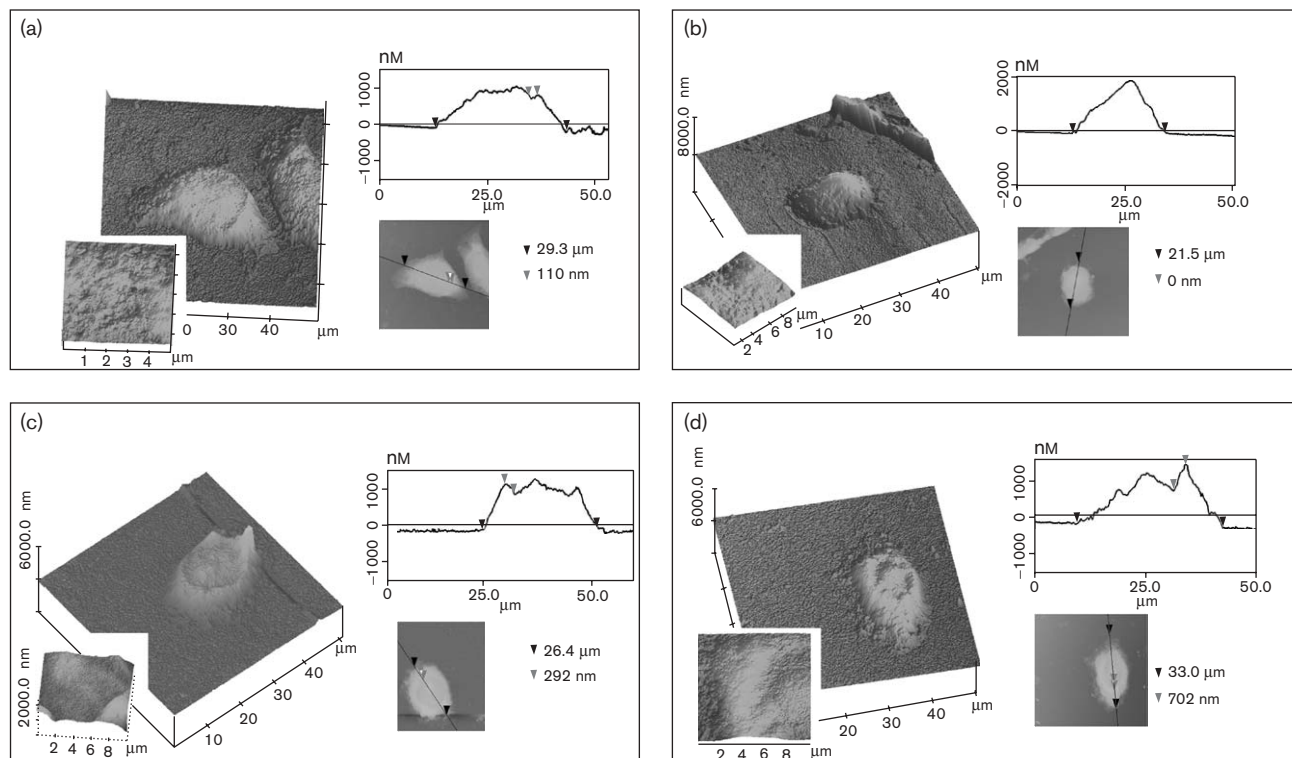 (a)
nM
1000
0
−1000
0
25.0
50.0
µm
29.3 µm
110 nm
0
30
40
µm
1
2
3
4
µm
(b)
8000.0 nm
nM
2000
0
−2000
0
25.0
50.0
µm
21.5 µm
0 nm
2
4
6
8
µm
10
20
30
40
µm
(c)
6000.0 nm
nM
1000
0
−1000
0
25.0
50.0
µm
26.4 µm
292 nm
2000.0 nm
2
4
6
8
µm
10
20
30
40
µm
(d)
6000.0 nm
nM
1000
0
−1000
0
25.0
50.0
µm
33.0 µm
702 nm
2
4
6
8
µm
20
30
40
µm